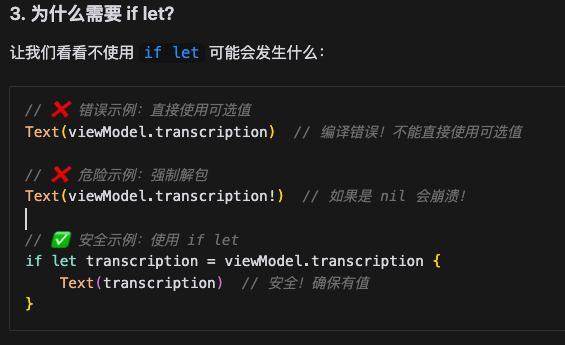 3. 为什么需要 if let?
让我们看看不使用 if let 可能会发生什么：
// ❌ 错误示例：直接使用可选值
Text(viewModel.transcription)  // 编译错误！不能直接使用可选值
// ❌ 危险示例：强制解包
Text(viewModel.transcription!)  // 如果是 nil 会崩溃！
// ✅ 安全示例：使用 if let
if let transcription = viewModel.transcription {
    Text(transcription)  // 安全！确保有值
}